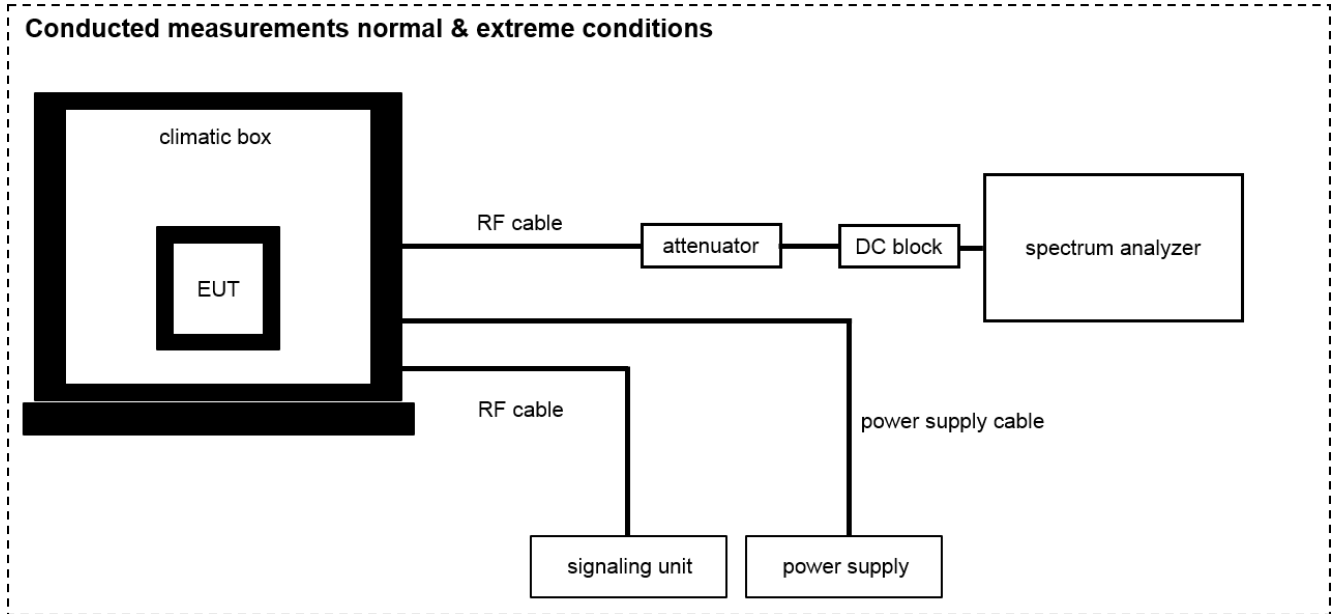 Conducted measurements normal & extreme conditions
climatic box
RF cable
attenuator
DC block
spectrum analyzer
EUT
RF cable
power supply cable
signaling unit
power supply